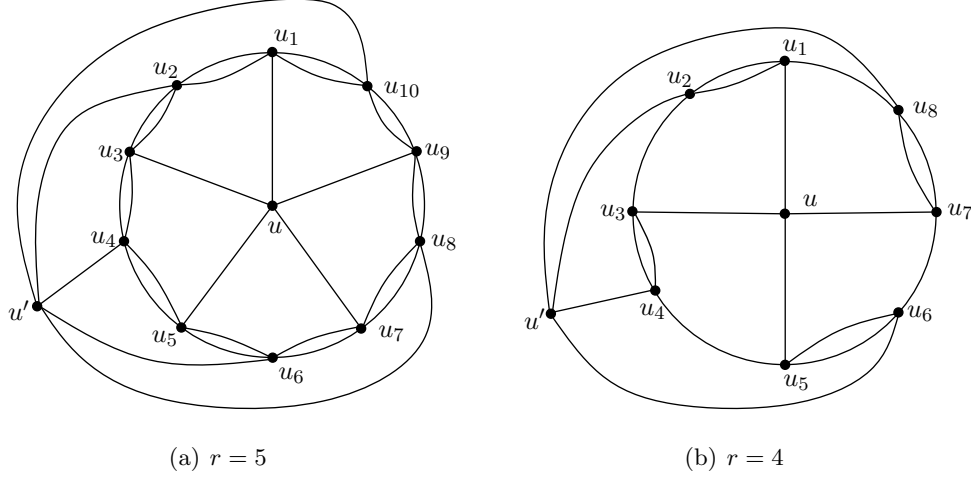 u₁
u₂
u₁₀
u₃
u₉
u
u₄
u₈
u′
u₅
u₇
u₆
(a) r = 5
u₁
u₂
u₈
u₃
u
u₇
u₄
u′
u₆
u₅
(b) r = 4